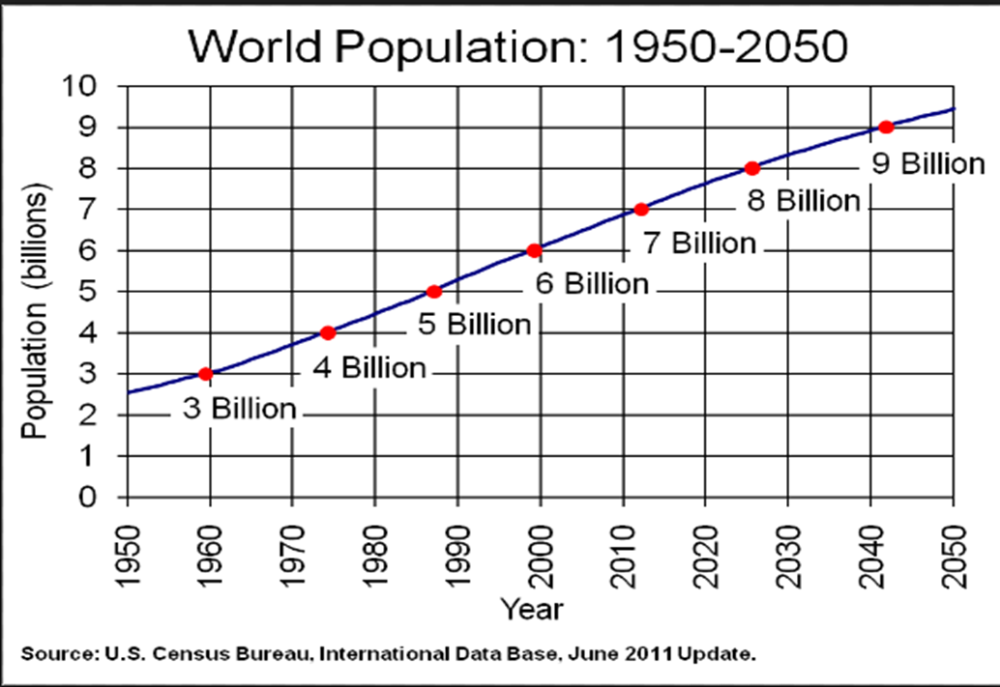 World Population: 1950-2050
Population (billions)
10
9
8
7
6
5
4
3
2
1
0
3 Billion
4 Billion
5 Billion
6 Billion
7 Billion
8 Billion
9 Billion
1950
1960
1970
1980
1990
2000
2010
2020
2030
2040
2050
Year
Source: U.S. Census Bureau, International Data Base, June 2011 Update.